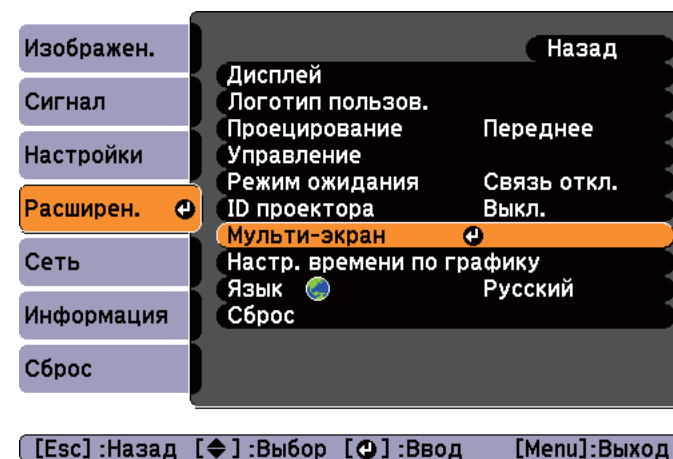 Изображен.
Сигнал
Настройки
Расширен.
Сеть
Информация
Сброс
Назад
Дисплей
Логотип пользов.
Проецирование Переднее
Управление
Режим ожидания Связь откл.
ID проектора Выкл.
Мульти-экран
Настр. времени по графику
Язык Русский
Сброс
[Esc] :Назад [◆] :Выбор [⏎] :Ввод [Menu]:Выход